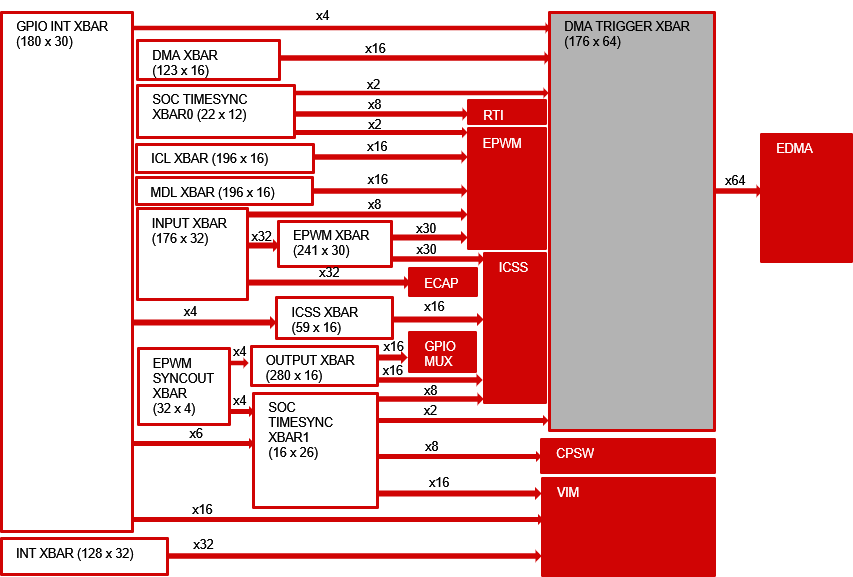 GPIO INT XBAR
(180 x 30)
x4
DMA TRIGGER XBAR
(176 x 64)
DMA XBAR
(123 x 16)
x16
SOC TIMESYNC
XBAR0 (22 x 12)
x2
x8
x2
RTI
EPWM
ICL XBAR (196 x 16)
x16
MDL XBAR (196 x 16)
x16
x64
EDMA
INPUT XBAR
(176 x 32)
x8
x32
EPWM XBAR
(241 x 30)
x30
x30
x32
ECAP
ICSS
x4
ICSS XBAR
(59 x 16)
x16
EPWM
SYNCOUT
XBAR
(32 x 4)
x4
x4
OUTPUT XBAR
(280 x 16)
x16
x16
GPIO
MUX
SOC
TIMESYNC
XBAR1
(16 x 26)
x8
x2
x6
x8
CPSW
x16
VIM
x16
INT XBAR (128 x 32)
x32